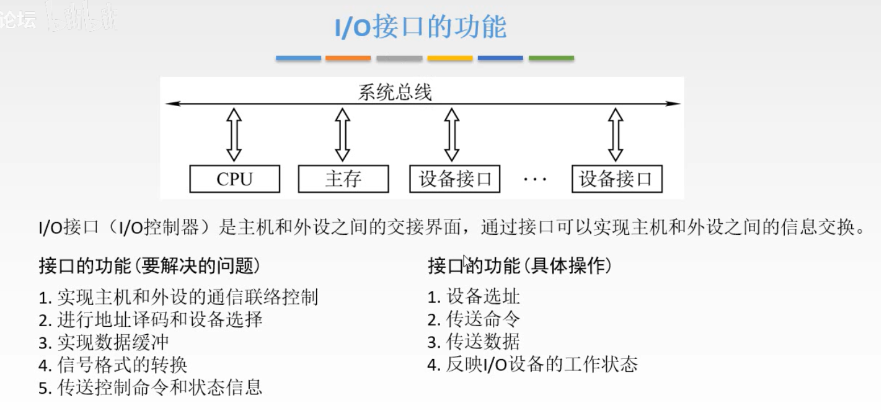 论坛
I/O接口的功能
系统总线
CPU
主存
设备接口
···
设备接口
I/O接口（I/O控制器）是主机和外设之间的交接界面，通过接口可以实现主机和外设之间的信息交换。
接口的功能(要解决的问题)
1. 实现主机和外设的通信联络控制
2. 进行地址译码和设备选择
3. 实现数据缓冲
4. 信号格式的转换
5. 传送控制命令和状态信息
接口的功能(具体操作)
1. 设备选址
2. 传送命令
3. 传送数据
4. 反映I/O设备的工作状态